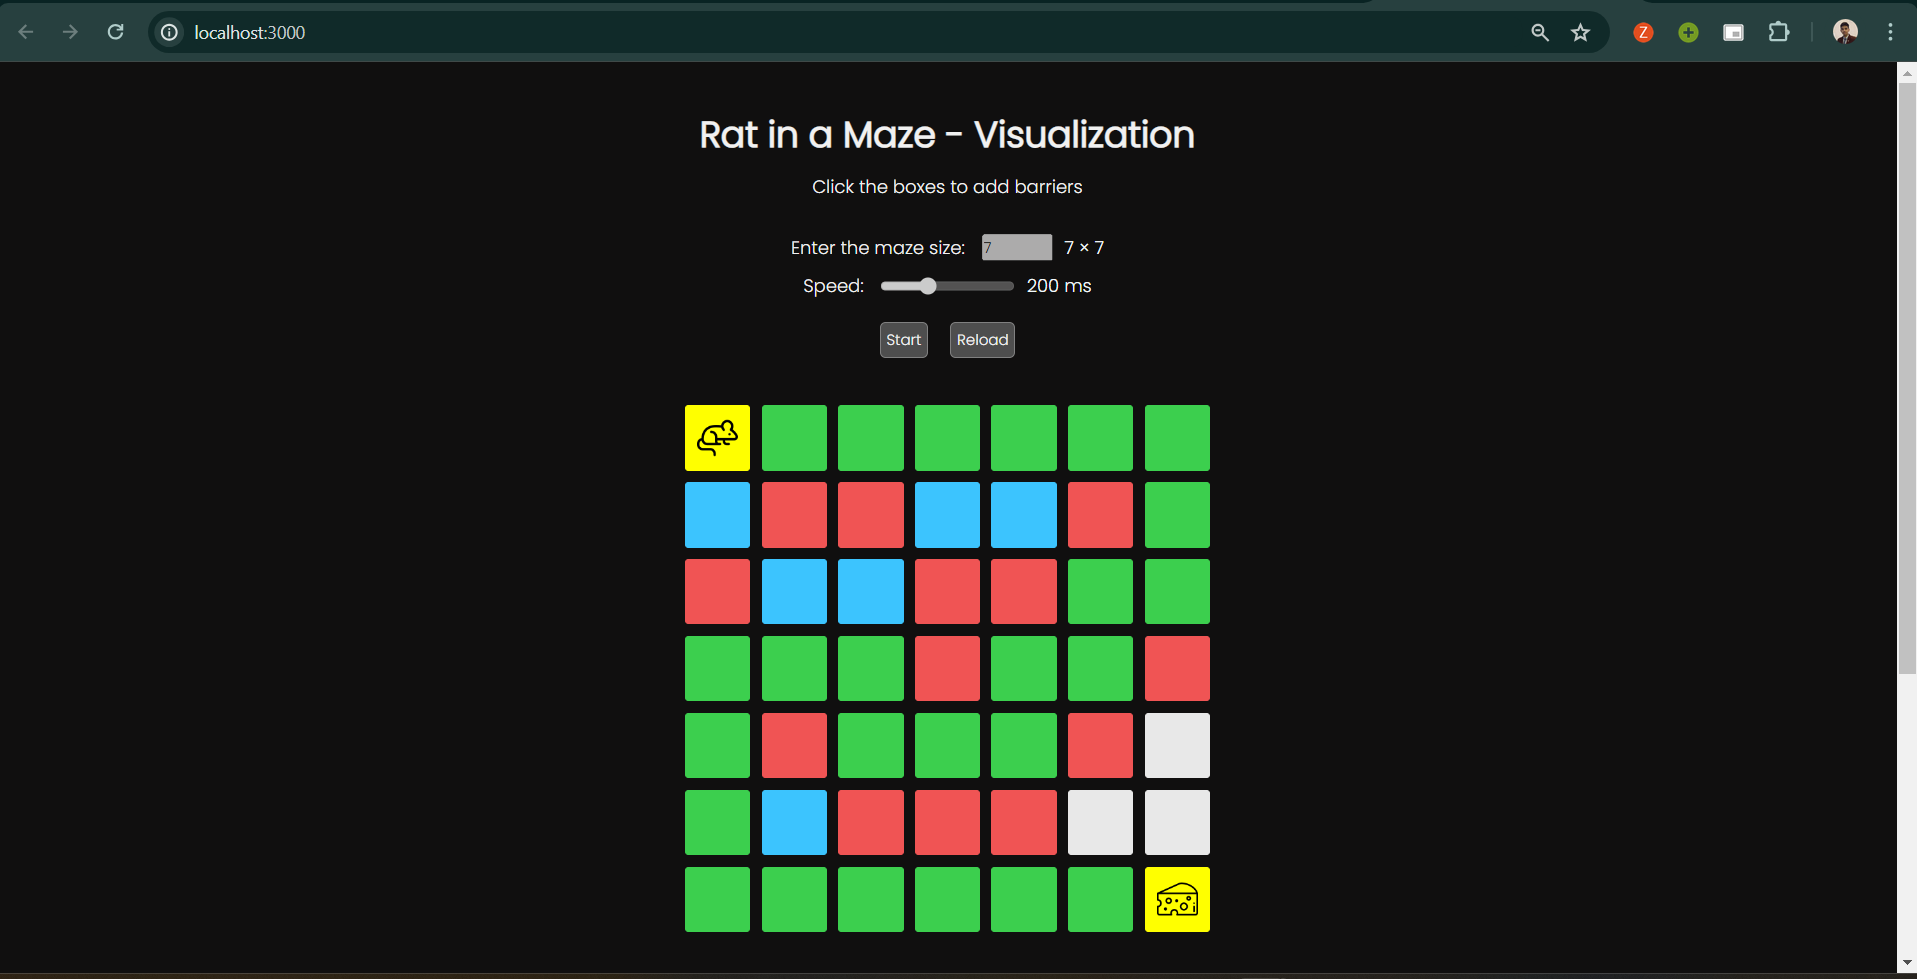 localhost:3000
Z
Rat in a Maze - Visualization
Click the boxes to add barriers
Enter the maze size: 7 7 × 7
Speed: 200 ms
Start Reload